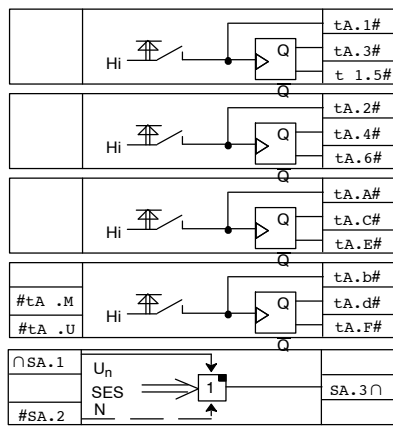 tA.1#
Hi Q tA.3#
t 1.5#
Q
tA.2#
Hi Q tA.4#
tA.6#
Q
tA.A#
Hi Q tA.C#
tA.E#
Q
tA.b#
#tA .M Hi Q tA.d#
#tA .U tA.F#
Q
∩SA.1 Un
SES 1 SA.3∩
#SA.2 N